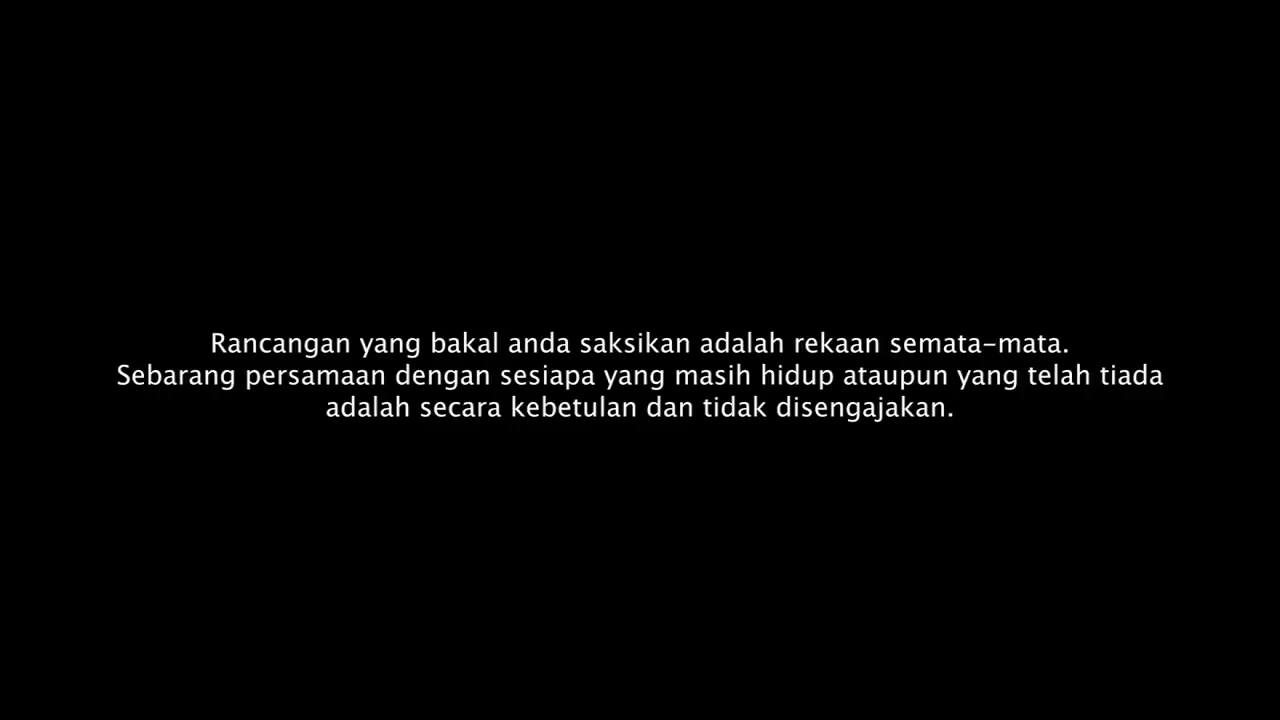 Rancangan yang bakal anda saksikan adalah rekaan semata-mata.
Sebarang persamaan dengan sesiapa yang masih hidup ataupun yang telah tiada
adalah secara kebetulan dan tidak disengajakan.